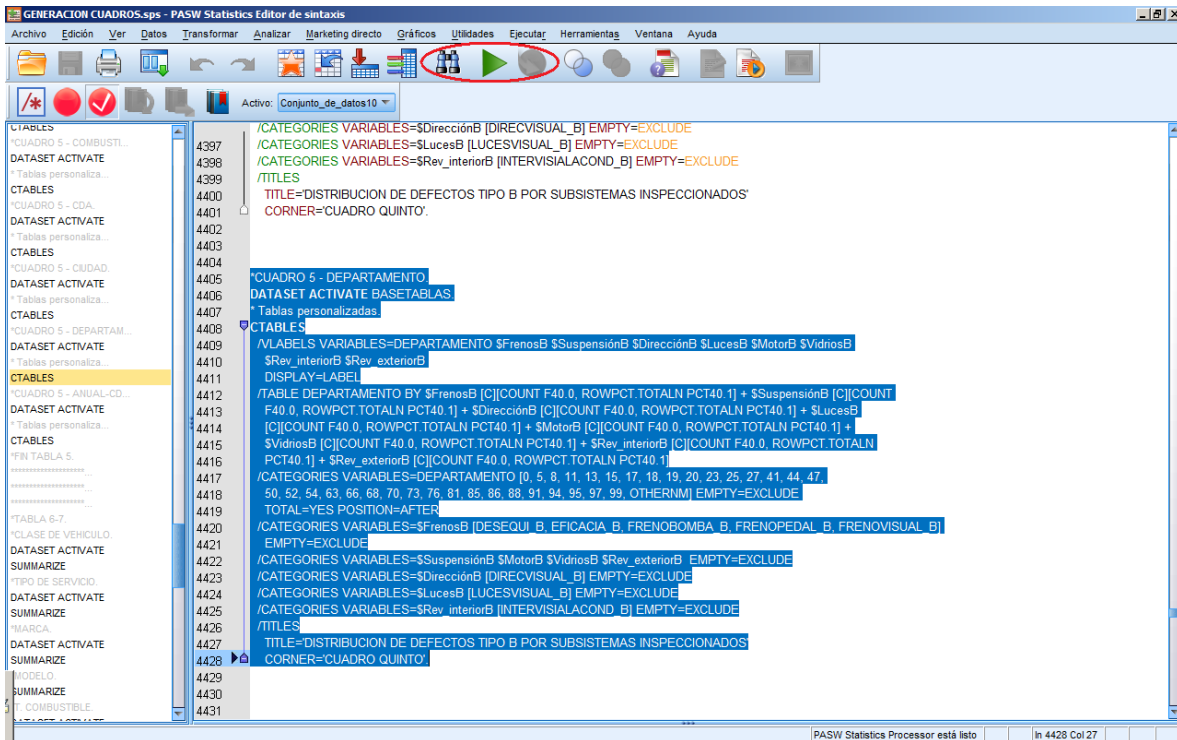 GENERACION CUADROS.sps - PASW Statistics Editor de sintaxis
Archivo Edición Ver Datos Transformar Analizar Marketing directo Gráficos Utilidades Ejecutar Herramientas Ventana Ayuda
Activo: Conjunto_de_datos10
CTABLES
*CUADRO 5 - COMBUSTI...
DATASET ACTIVATE
* Tablas personaliza...
CTABLES
*CUADRO 5 - CDA.
DATASET ACTIVATE
* Tablas personaliza...
CTABLES
*CUADRO 5 - CIUDAD.
DATASET ACTIVATE
* Tablas personaliza...
CTABLES
*CUADRO 5 - DEPARTAM...
DATASET ACTIVATE
* Tablas personaliza...
CTABLES
*CUADRO 5 - ANUAL-CD...
DATASET ACTIVATE
* Tablas personaliza...
CTABLES
*FIN TABLA 5.
********************...
********************...
********************...
*TABLA 6-7.
*CLASE DE VEHICULO.
DATASET ACTIVATE
SUMMARIZE
*TIPO DE SERVICIO.
DATASET ACTIVATE
SUMMARIZE
*MARCA.
DATASET ACTIVATE
SUMMARIZE
MODELO.
SUMMARIZE
T. COMBUSTIBLE.
DATASET ACTIVATE
/CATEGORIES VARIABLES=$DirecciónB [DIRECVISUAL_B] EMPTY=EXCLUDE
4397 /CATEGORIES VARIABLES=$LucesB [LUCESVISUAL_B] EMPTY=EXCLUDE
4398 /CATEGORIES VARIABLES=$Rev_interiorB [INTERVISIALACOND_B] EMPTY=EXCLUDE
4399 /TITLES
4400 TITLE='DISTRIBUCION DE DEFECTOS TIPO B POR SUBSISTEMAS INSPECCIONADOS'
4401 CORNER='CUADRO QUINTO'.
4402
4403
4404
4405 *CUADRO 5 - DEPARTAMENTO.
4406 DATASET ACTIVATE BASETABLAS.
4407 * Tablas personalizadas.
4408 CTABLES
4409 /VLABELS VARIABLES=DEPARTAMENTO $FrenosB $SuspensiónB $DirecciónB $LucesB $MotorB $VidriosB
4410 $Rev_interiorB $Rev_exteriorB
4411 DISPLAY=LABEL
4412 /TABLE DEPARTAMENTO BY $FrenosB [C][COUNT F40.0, ROWPCT.TOTALN PCT40.1] + $SuspensiónB [C][COUNT
4413 F40.0, ROWPCT.TOTALN PCT40.1] + $DirecciónB [C][COUNT F40.0, ROWPCT.TOTALN PCT40.1] + $LucesB
4414 [C][COUNT F40.0, ROWPCT.TOTALN PCT40.1] + $MotorB [C][COUNT F40.0, ROWPCT.TOTALN PCT40.1] +
4415 $VidriosB [C][COUNT F40.0, ROWPCT.TOTALN PCT40.1] + $Rev_interiorB [C][COUNT F40.0, ROWPCT.TOTALN
4416 PCT40.1] + $Rev_exteriorB [C][COUNT F40.0, ROWPCT.TOTALN PCT40.1]
4417 /CATEGORIES VARIABLES=DEPARTAMENTO [0, 5, 8, 11, 13, 15, 17, 18, 19, 20, 23, 25, 27, 41, 44, 47,
4418 50, 52, 54, 63, 66, 68, 70, 73, 76, 81, 85, 86, 88, 91, 94, 95, 97, 99, OTHERNM] EMPTY=EXCLUDE
4419 TOTAL=YES POSITION=AFTER
4420 /CATEGORIES VARIABLES=$FrenosB [DESEQUI_B, EFICACIA_B, FRENOBOMBA_B, FRENOPEDAL_B, FRENOVISUAL_B]
4421 EMPTY=EXCLUDE
4422 /CATEGORIES VARIABLES=$SuspensiónB $MotorB $VidriosB $Rev_exteriorB EMPTY=EXCLUDE
4423 /CATEGORIES VARIABLES=$DirecciónB [DIRECVISUAL_B] EMPTY=EXCLUDE
4424 /CATEGORIES VARIABLES=$LucesB [LUCESVISUAL_B] EMPTY=EXCLUDE
4425 /CATEGORIES VARIABLES=$Rev_interiorB [INTERVISIALACOND_B] EMPTY=EXCLUDE
4426 /TITLES
4427 TITLE='DISTRIBUCION DE DEFECTOS TIPO B POR SUBSISTEMAS INSPECCIONADOS'
4428 CORNER='CUADRO QUINTO'.
4429
4430
4431
PASW Statistics Processor está listo In 4428 Col 27